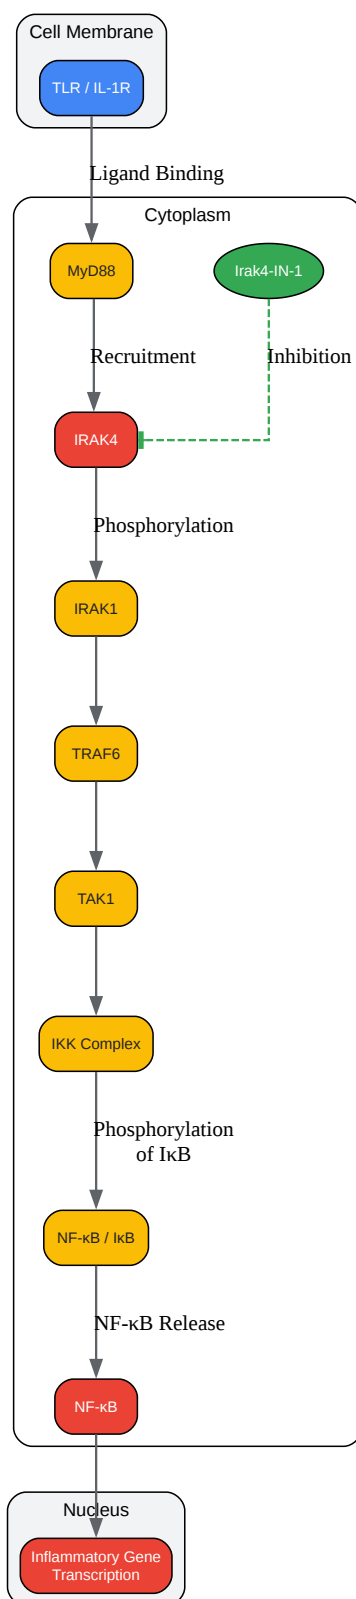 Cell Membrane
TLR / IL-1R
Ligand Binding
Cytoplasm
MyD88
Irak4-IN-1
Recruitment
Inhibition
IRAK4
Phosphorylation
IRAK1
TRAF6
TAK1
IKK Complex
Phosphorylation
of IκB
NF-κB / IκB
NF-κB Release
NF-κB
Nucleus
Inflammatory Gene
Transcription